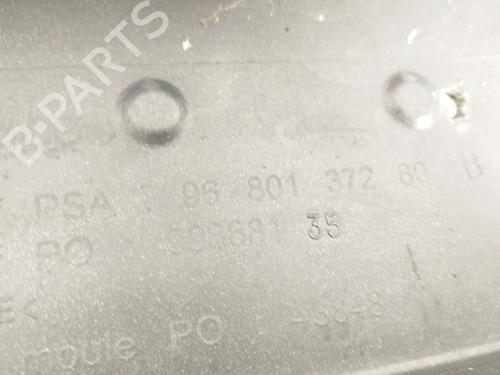 B-PARTS
PSA : 96 801 372 80 B
PO 35
E<
moule PO